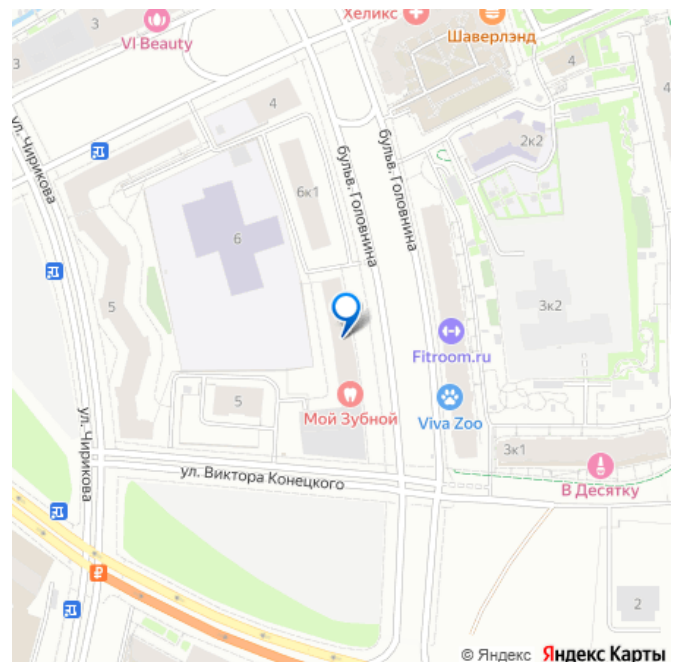 Хеликс
3
VI Beauty
Шаверлэнд
3
4
4
4
2к2
ул. Чирикова
бульв. Головнина
бульв. Головнина
6к1
6
5
3к2
Fitroom.ru
5
Мой Зубной
Viva Zoo
ул. Чирикова
3к1
ул. Виктора Конецкого
В Десятку
₽
2
© Яндекс Яндекс Карты